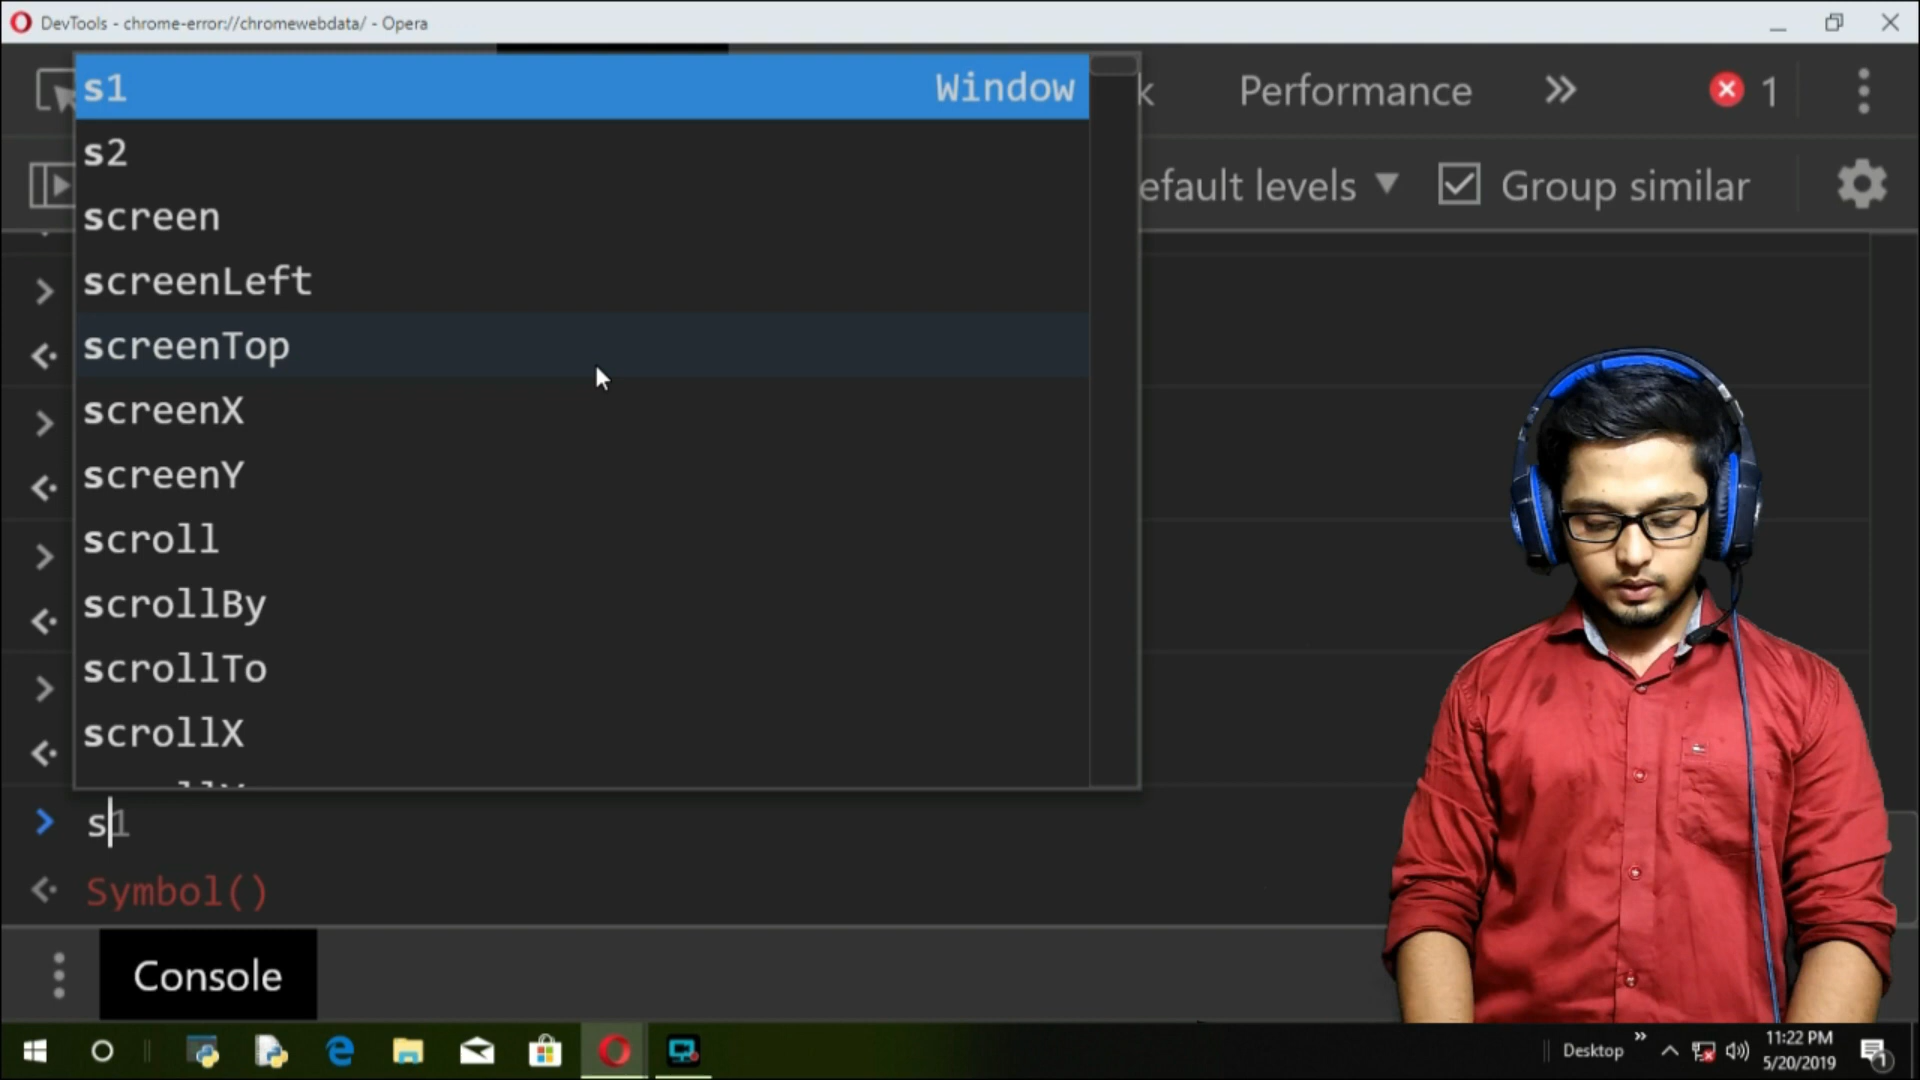 DevTools - chrome-error://chromewebdata/ - Opera
s1 Window
k Performance » 1
s2
efault levels ▼ Group similar
screen
screenLeft
screenTop
screenX
screenY
scroll
scrollBy
scrollTo
scrollX
> s1
Symbol()
Console
Desktop »
11:22 PM
5/20/2019
1